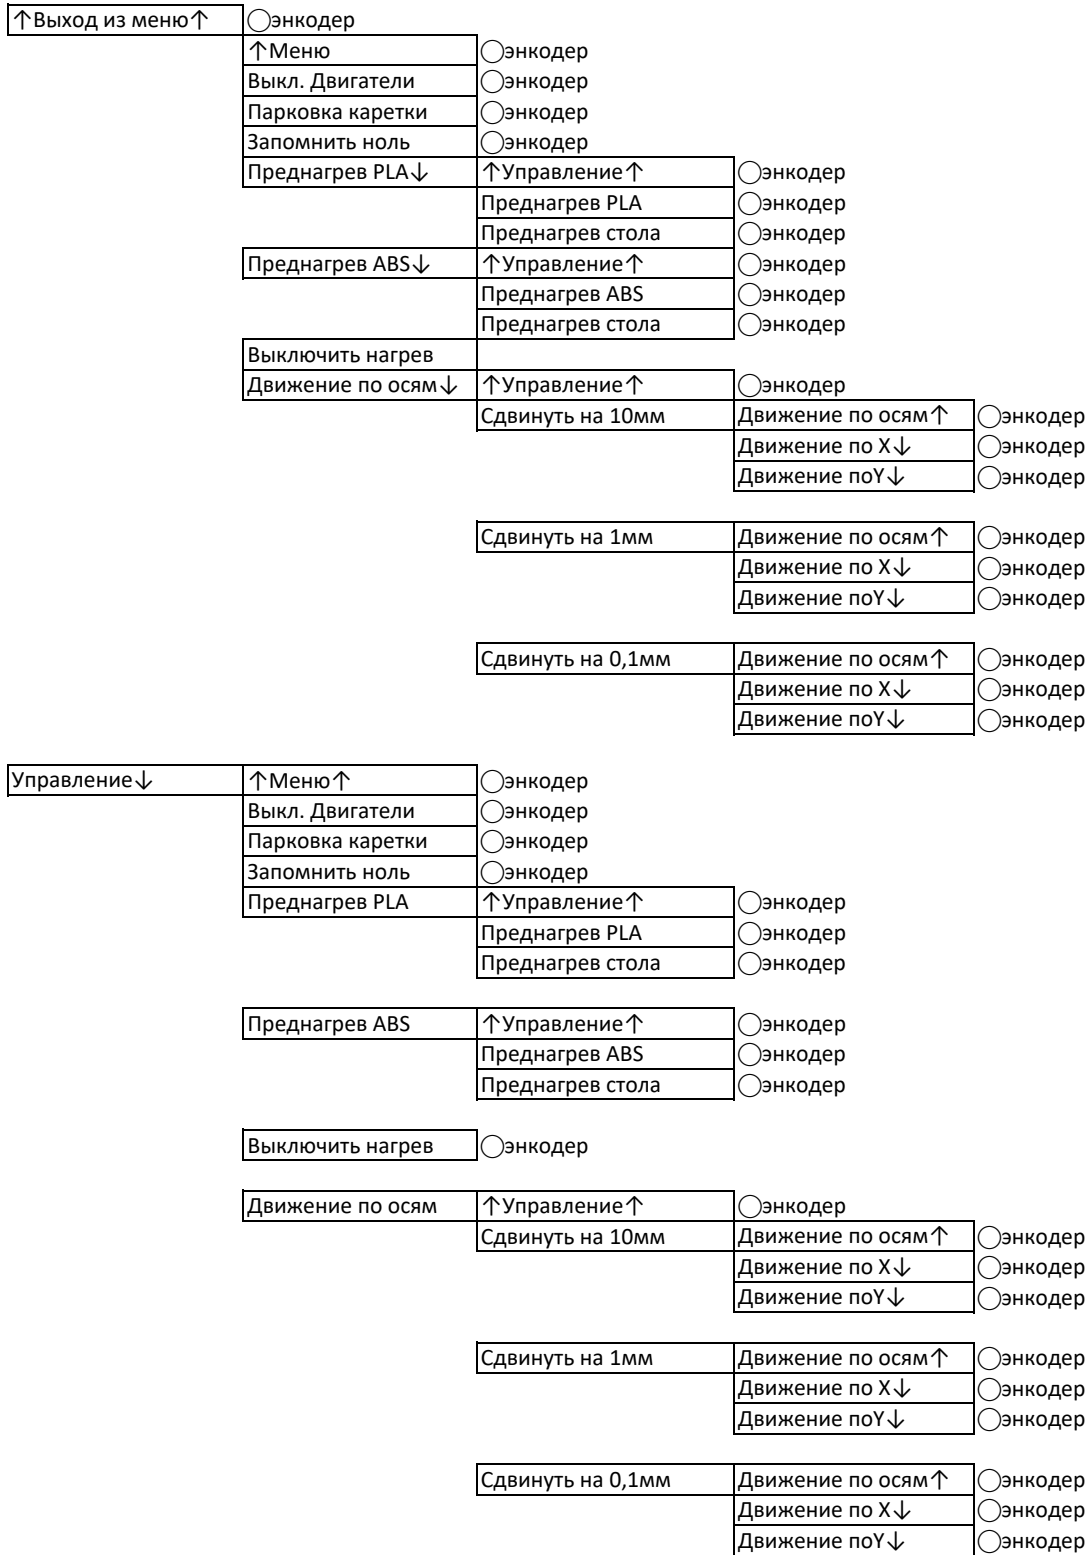 ↑Выход из меню↑ ◯энкодер
↑Меню ◯энкодер
Выкл. Двигатели ◯энкодер
Парковка каретки ◯энкодер
Запомнить ноль ◯энкодер
Преднагрев PLA↓ ↑Управление↑ ◯энкодер
Преднагрев PLA ◯энкодер
Преднагрев стола ◯энкодер
Преднагрев ABS↓ ↑Управление↑ ◯энкодер
Преднагрев ABS ◯энкодер
Преднагрев стола ◯энкодер
Выключить нагрев
Движение по осям↓ ↑Управление↑ ◯энкодер
Сдвинуть на 10мм Движение по осям↑ ◯энкодер
Движение по X↓ ◯энкодер
Движение поY↓ ◯энкодер
Сдвинуть на 1мм Движение по осям↑ ◯энкодер
Движение по X↓ ◯энкодер
Движение поY↓ ◯энкодер
Сдвинуть на 0,1мм Движение по осям↑ ◯энкодер
Движение по X↓ ◯энкодер
Движение поY↓ ◯энкодер
Управление↓ ↑Меню↑ ◯энкодер
Выкл. Двигатели ◯энкодер
Парковка каретки ◯энкодер
Запомнить ноль ◯энкодер
Преднагрев PLA ↑Управление↑ ◯энкодер
Преднагрев PLA ◯энкодер
Преднагрев стола ◯энкодер
Преднагрев ABS ↑Управление↑ ◯энкодер
Преднагрев ABS ◯энкодер
Преднагрев стола ◯энкодер
Выключить нагрев ◯энкодер
Движение по осям ↑Управление↑ ◯энкодер
Сдвинуть на 10мм Движение по осям↑ ◯энкодер
Движение по X↓ ◯энкодер
Движение поY↓ ◯энкодер
Сдвинуть на 1мм Движение по осям↑ ◯энкодер
Движение по X↓ ◯энкодер
Движение поY↓ ◯энкодер
Сдвинуть на 0,1мм Движение по осям↑ ◯энкодер
Движение по X↓ ◯энкодер
Движение поY↓ ◯энкодер